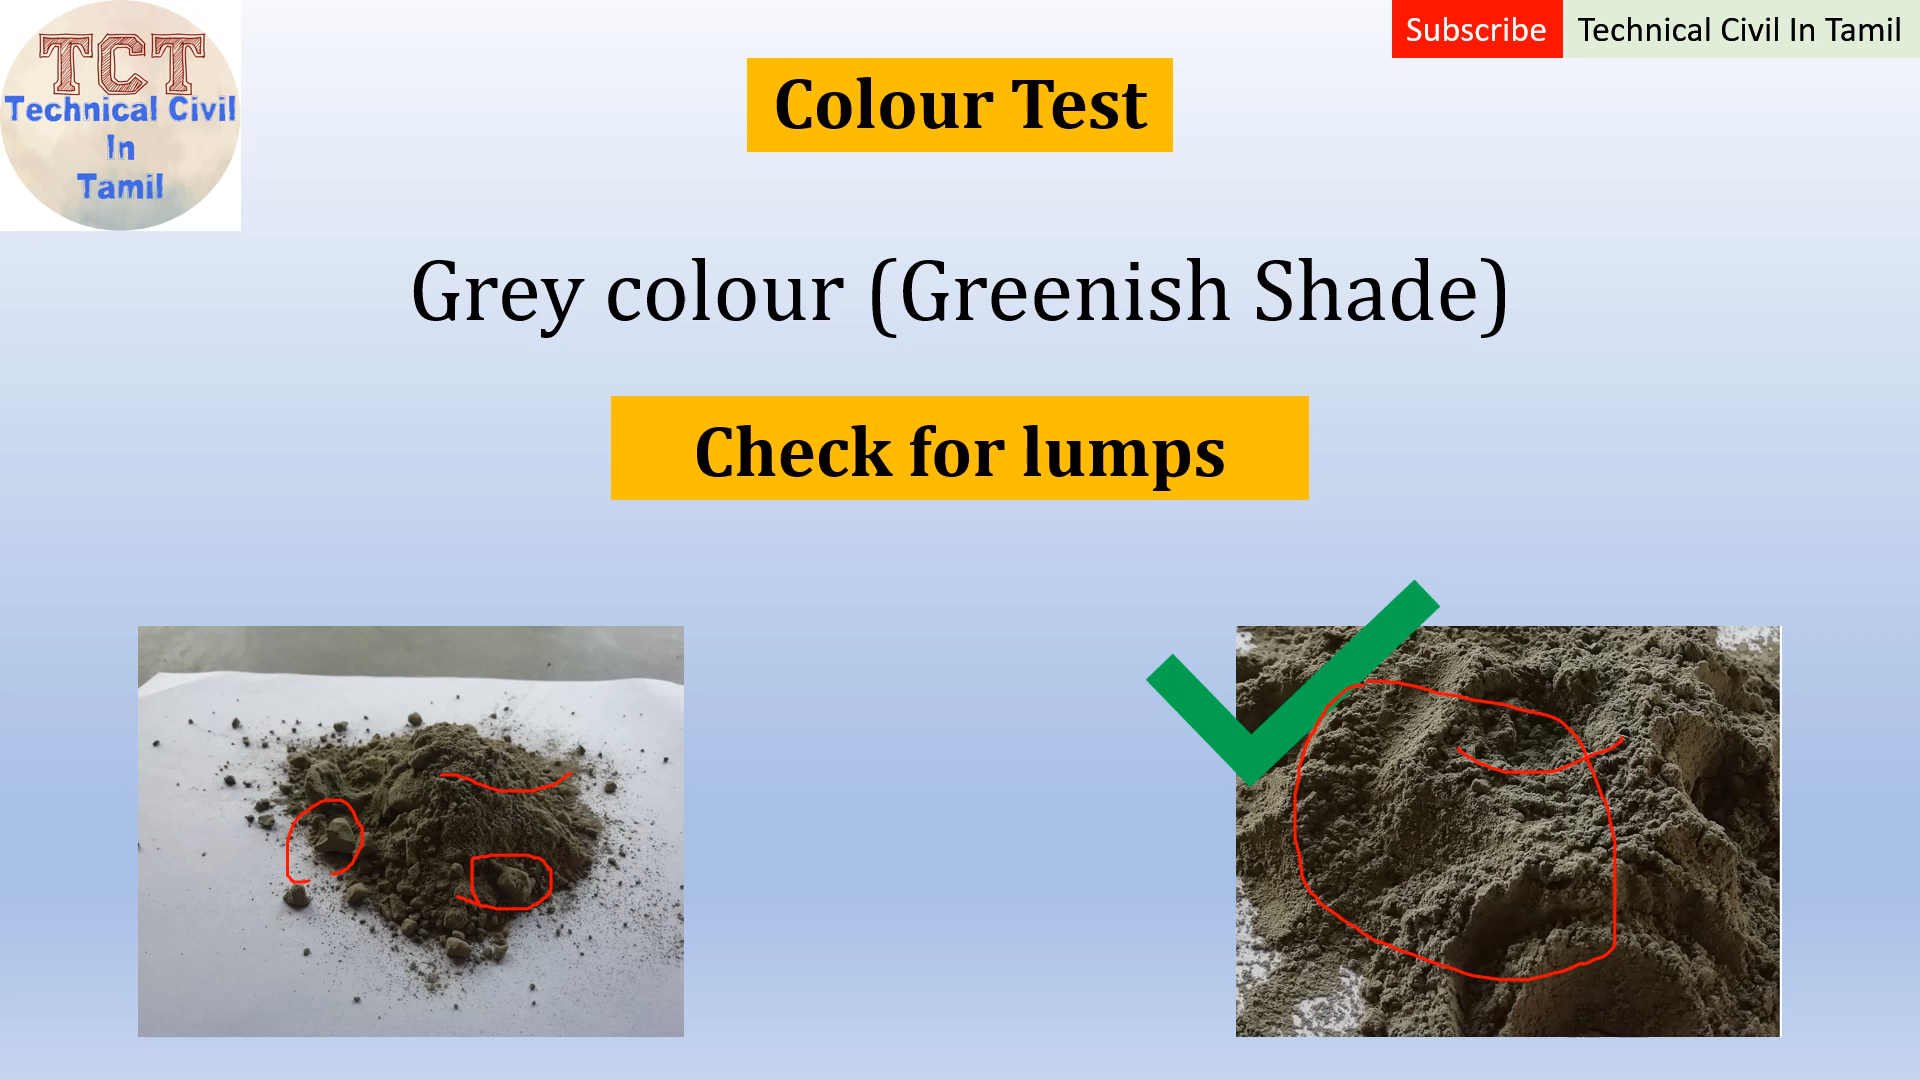 TCT
Technical Civil
In
Tamil
Subscribe Technical Civil In Tamil
Colour Test
Grey colour (Greenish Shade)
Check for lumps